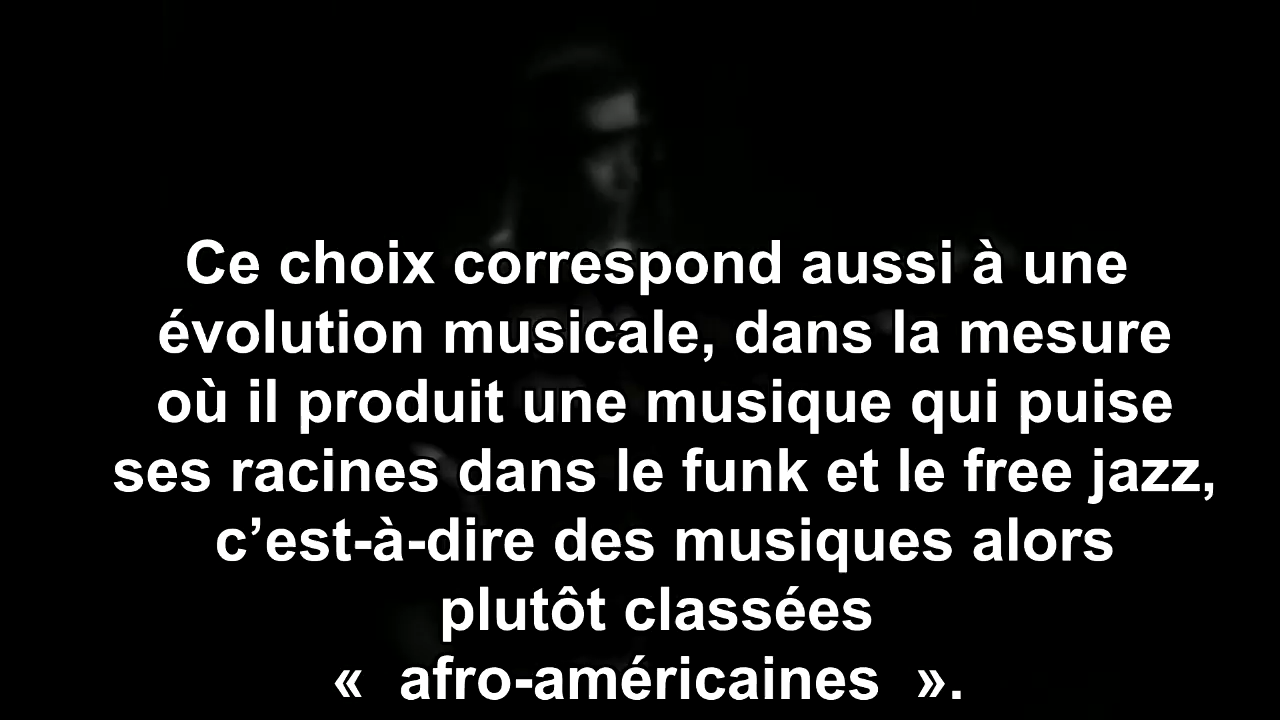 Ce choix correspond aussi à une
évolution musicale, dans la mesure
où il produit une musique qui puise
ses racines dans le funk et le free jazz,
c’est-à-dire des musiques alors
plutôt classées
«  afro-américaines  ».